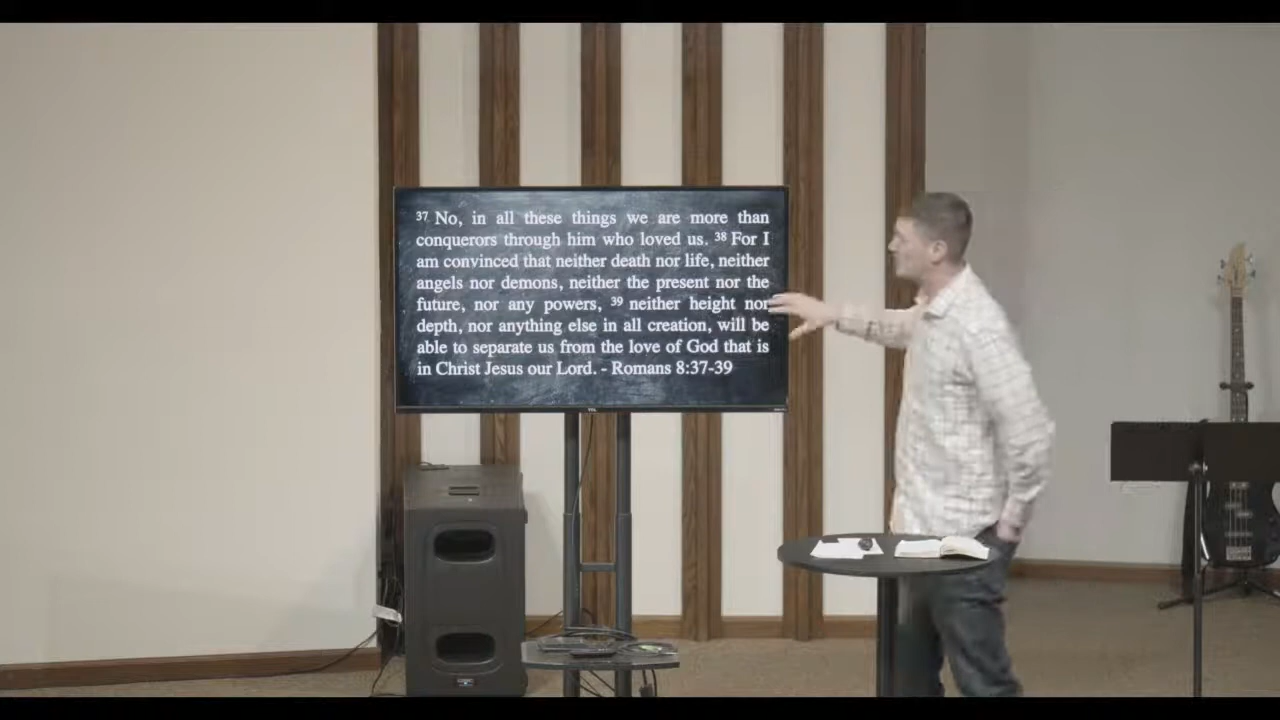 37 No, in all these things we are more than
conquerors through him who loved us. 38 For I
am convinced that neither death nor life, neither
angels nor demons, neither the present nor the
future, nor any powers, 39 neither height nor
depth, nor anything else in all creation, will be
able to separate us from the love of God that is
in Christ Jesus our Lord. - Romans 8:37-39
TCL